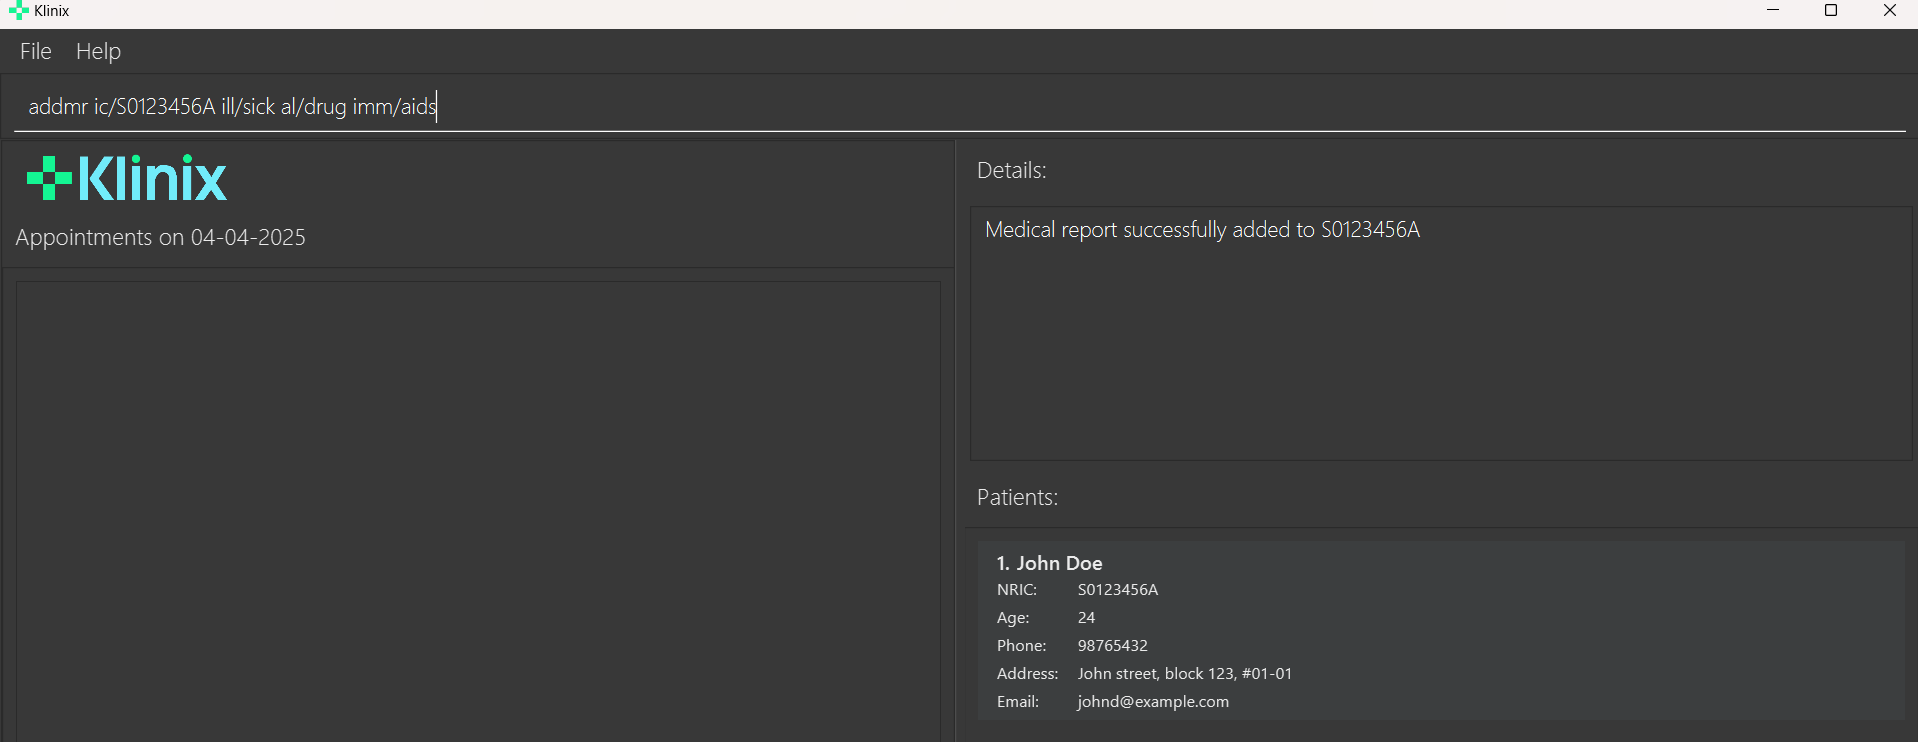 Klinix
File Help
addmr ic/S0123456A ill/sick al/drug imm/aids
Klinix
Appointments on 04-04-2025
Details:
Medical report successfully added to S0123456A
Patients:
1. John Doe
NRIC: S0123456A
Age: 24
Phone: 98765432
Address: John street, block 123, #01-01
Email: johnd@example.com